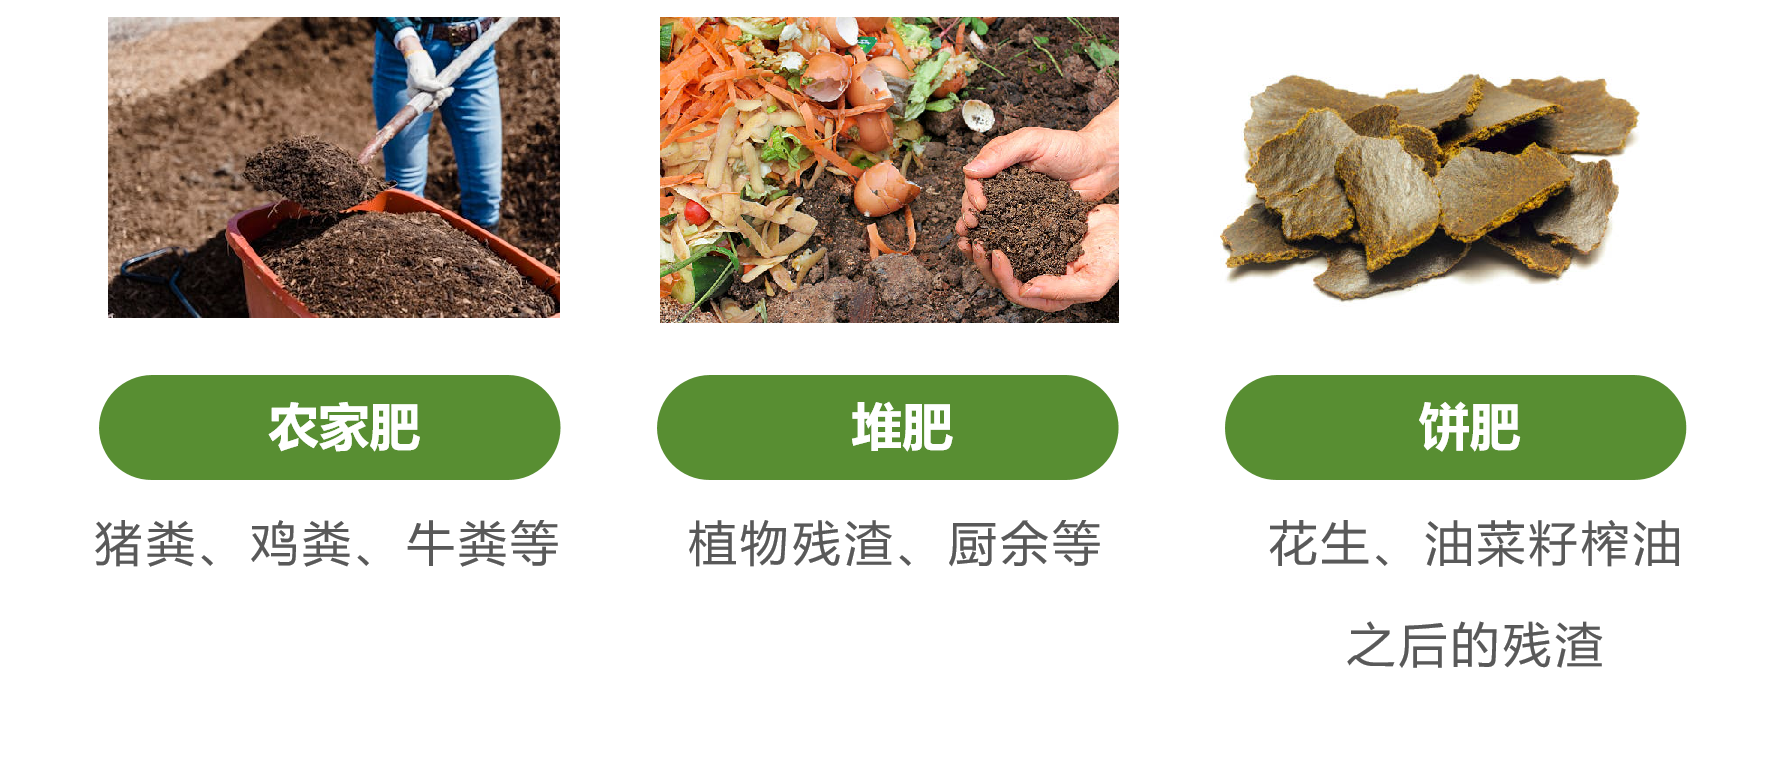 农家肥
堆肥
饼肥
猪粪、鸡粪、牛粪等
植物残渣、厨余等
花生、油菜籽榨油
之后的残渣